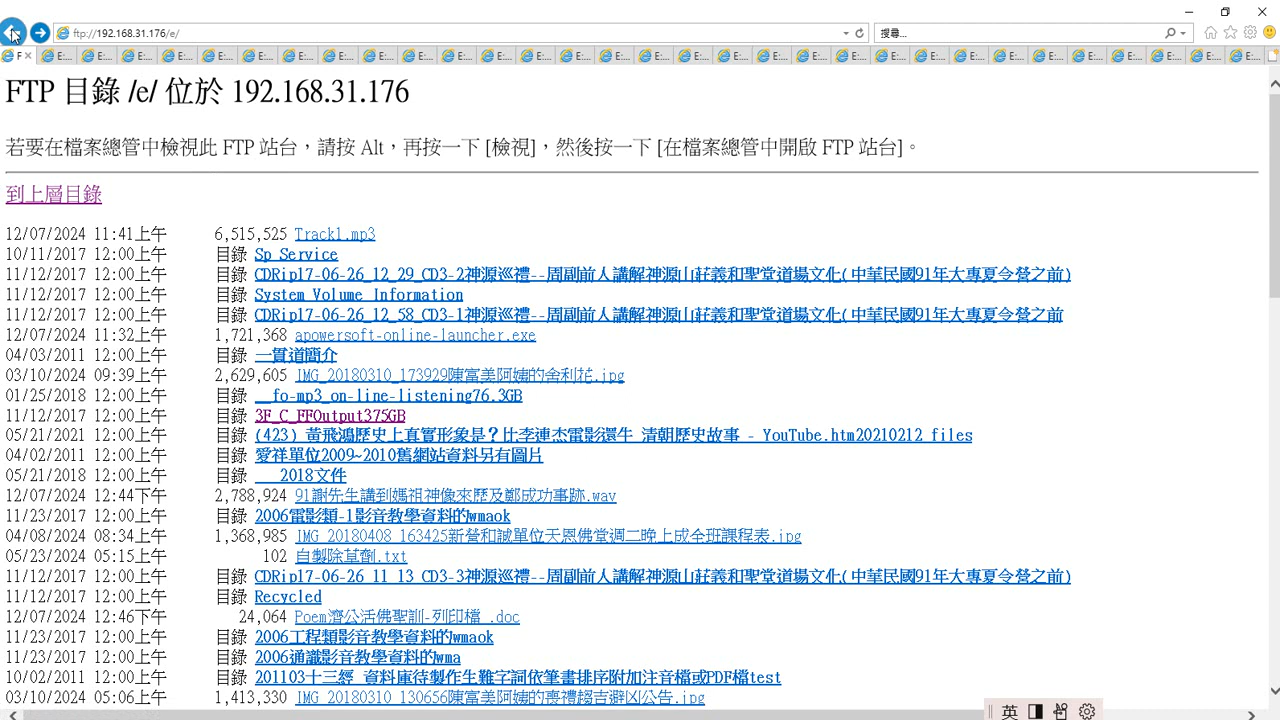 ftp://192.168.31.176/e/
搜尋...
FTP 目錄 /e/ 位於 192.168.31.176
若要在檔案總管中檢視此 FTP 站台，請按 Alt，再按一下 [檢視]，然後按一下 [在檔案總管中開啟 FTP 站台]。
到上層目錄
12/07/2024 11:41上午 6,515,525 Track1.mp3
10/11/2017 12:00上午 目錄 Sp_Service
11/12/2017 12:00上午 目錄 CDRip17-06-26_12_29_CD3-2神源巡禮--周副前人講解神源山莊義和聖堂道場文化(中華民國91年大專夏令營之前)
11/12/2017 12:00上午 目錄 System Volume Information
11/12/2017 12:00上午 目錄 CDRip17-06-26_12_58_CD3-1神源巡禮--周副前人講解神源山莊義和聖堂道場文化(中華民國91年大專夏令營之前
12/07/2024 11:32上午 1,721,368 apowersoft-online-launcher.exe
04/03/2011 12:00上午 目錄 一貫道簡介
03/10/2024 09:39上午 2,629,605 IMG_20180310_173929陳富美阿姨的舍利花.jpg
01/25/2018 12:00上午 目錄 __fo-mp3_on-line-listening76.3GB
11/12/2017 12:00上午 目錄 3F_C_FFOutput375GB
05/21/2021 12:00上午 目錄 (423) 黃飛鴻歷史上真實形象是？比李連杰電影還牛 清朝歷史故事 - YouTube.htm20210212_files
04/02/2011 12:00上午 目錄 愛祥單位2009~2010舊網站資料另有圖片
05/21/2018 12:00上午 目錄 ___2018文件
12/07/2024 12:44下午 2,788,924 91謝先生講到媽祖神像來歷及鄭成功事跡.wav
11/23/2017 12:00上午 目錄 2006電影類-1影音教學資料的wmaok
04/08/2024 08:34上午 1,368,985 IMG_20180408_163425新營和誠單位天恩佛堂週二晚上成全班課程表.jpg
05/23/2024 05:15上午 102 自製除草劑.txt
11/12/2017 12:00上午 目錄 CDRip17-06-26_11_13_CD3-3神源巡禮--周副前人講解神源山莊義和聖堂道場文化(中華民國91年大專夏令營之前)
11/12/2017 12:00上午 目錄 Recycled
12/07/2024 12:46下午 24,064 Poem濟公活佛聖訓-列印檔_.doc
11/23/2017 12:00上午 目錄 2006工程類影音教學資料的wmaok
11/23/2017 12:00上午 目錄 2006通識影音教學資料的wma
10/02/2011 12:00上午 目錄 201103十三經_資料庫待製作生難字詞依筆畫排序附加注音檔或PDF檔test
03/10/2024 05:06上午 1,413,330 IMG_20180310_130656陳富美阿姨的喪禮趨吉避凶公告.jpg
英